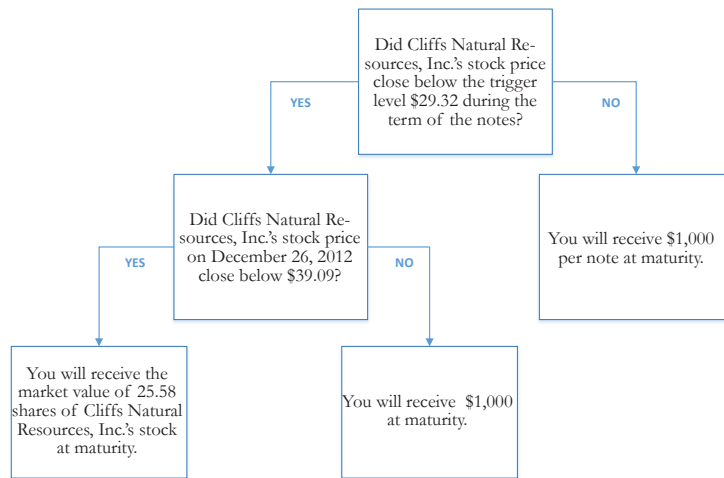 Did Cliffs Natural Re-
sources, Inc.'s stock price
close below the trigger
level $29.32 during the
term of the notes?
YES
NO
Did Cliffs Natural Re-
sources, Inc.'s stock price
on December 26, 2012
close below $39.09?
You will receive $1,000
per note at maturity.
YES
NO
You will receive the
market value of 25.58
shares of Cliffs Natural
Resources, Inc.'s stock
at maturity.
You will receive $1,000
at maturity.